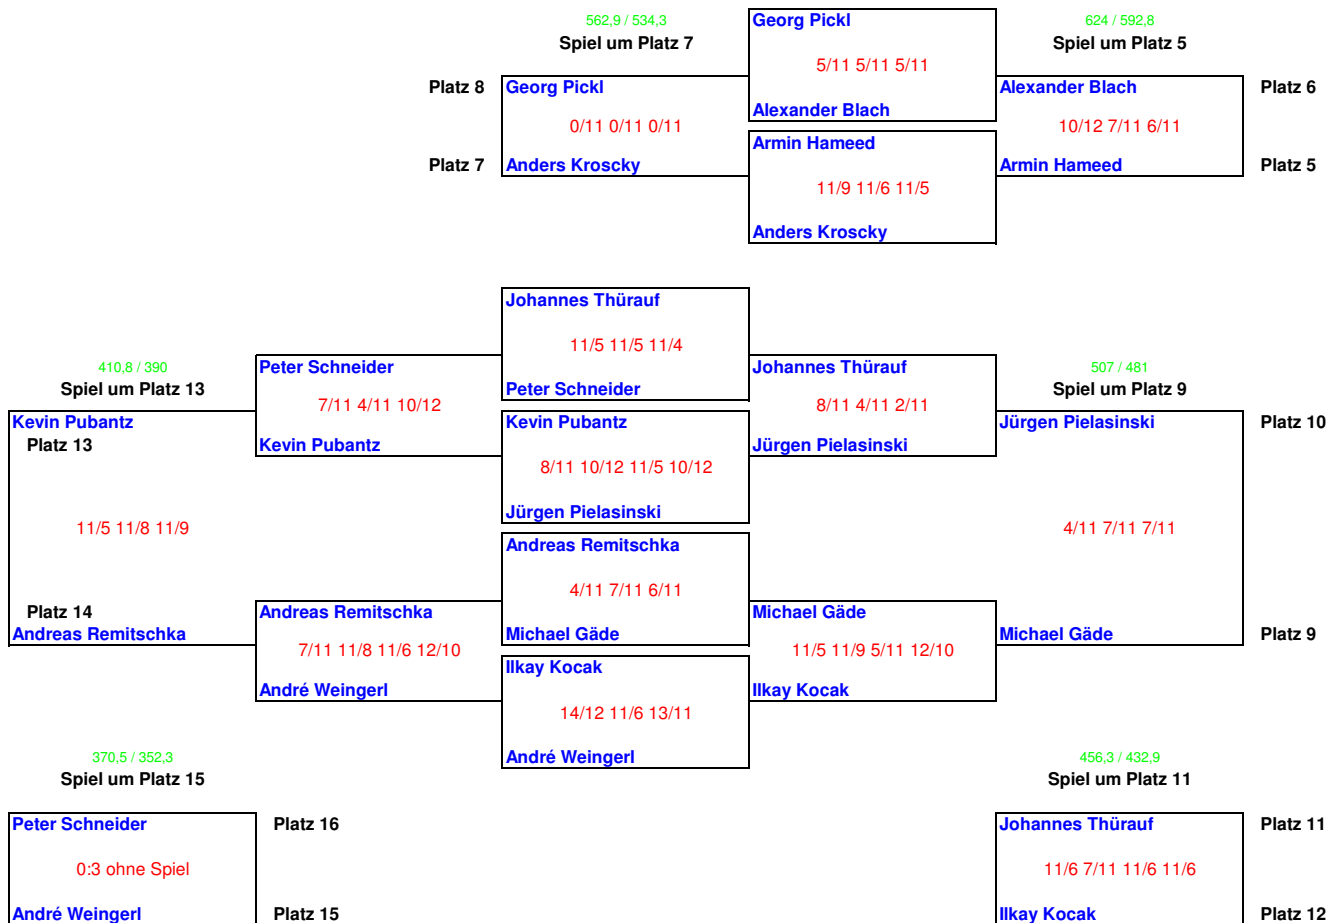 562,9 / 534,3
Spiel um Platz 7
Georg Pickl
5/11 5/11 5/11
Alexander Blach
624 / 592,8
Spiel um Platz 5
Platz 8
Georg Pickl
0/11 0/11 0/11
Platz 7
Anders Kroscky
Armin Hameed
11/9 11/6 11/5
Anders Kroscky
Alexander Blach
Platz 6
10/12 7/11 6/11
Armin Hameed
Platz 5
Johannes Thürauf
11/5 11/5 11/4
Peter Schneider
410,8 / 390
Spiel um Platz 13
Peter Schneider
7/11 4/11 10/12
Kevin Pubantz
Johannes Thürauf
8/11 4/11 2/11
Jürgen Pielasinski
507 / 481
Spiel um Platz 9
Kevin Pubantz
Platz 13
11/5 11/8 11/9
Platz 14
Andreas Remitschka
Kevin Pubantz
8/11 10/12 11/5 10/12
Jürgen Pielasinski
Jürgen Pielasinski
Platz 10
4/11 7/11 7/11
Michael Gäde
Platz 9
Andreas Remitschka
4/11 7/11 6/11
Michael Gäde
Andreas Remitschka
7/11 11/8 11/6 12/10
André Weingerl
Michael Gäde
11/5 11/9 5/11 12/10
Ilkay Kocak
Ilkay Kocak
14/12 11/6 13/11
André Weingerl
370,5 / 352,3
Spiel um Platz 15
456,3 / 432,9
Spiel um Platz 11
Peter Schneider
Platz 16
0:3 ohne Spiel
André Weingerl
Platz 15
Johannes Thürauf
Platz 11
11/6 7/11 11/6 11/6
Ilkay Kocak
Platz 12